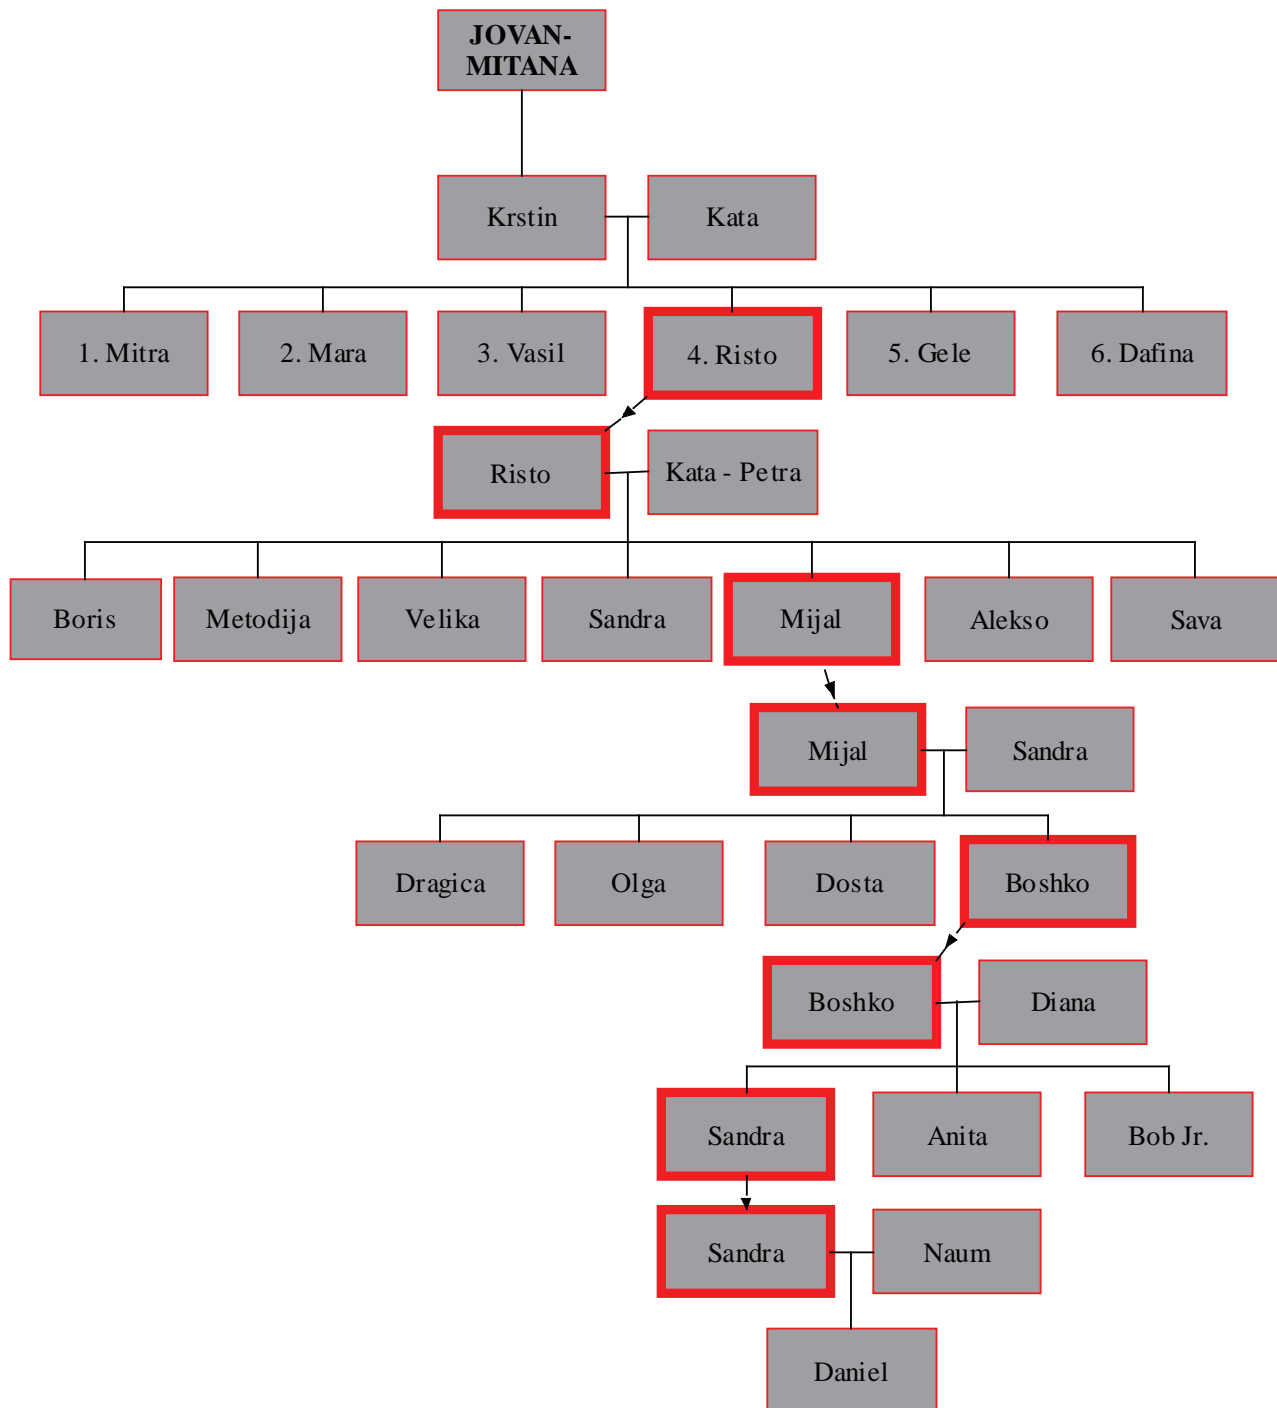 JOVAN-
MITANA
Krstin
Kata
1. Mitra
2. Mara
3. Vasil
4. Risto
5. Gele
6. Dafina
Risto
Kata - Petra
Boris
Metodija
Velika
Sandra
Mijal
Alekso
Sava
Mijal
Sandra
Dragica
Olga
Dosta
Boshko
Boshko
Diana
Sandra
Anita
Bob Jr.
Sandra
Naum
Daniel